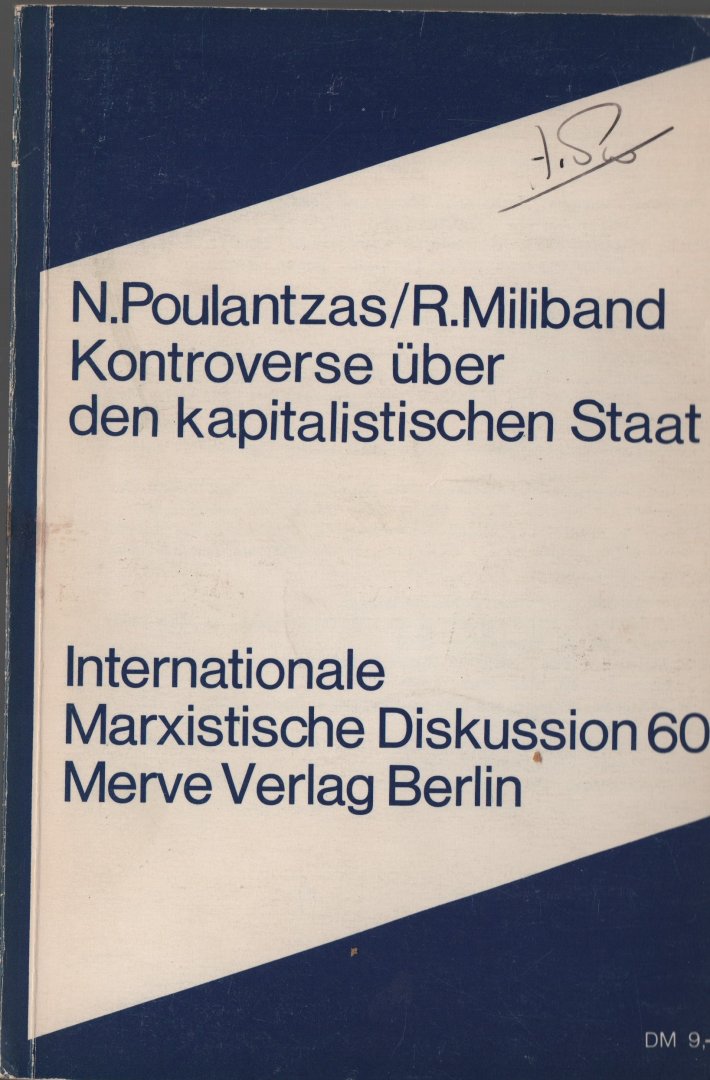 N.Poulantzas/R.Miliband
Kontroverse über
den kapitalistischen Staat
Internationale
Marxistische Diskussion 60
Merve Verlag Berlin
DM 9,-